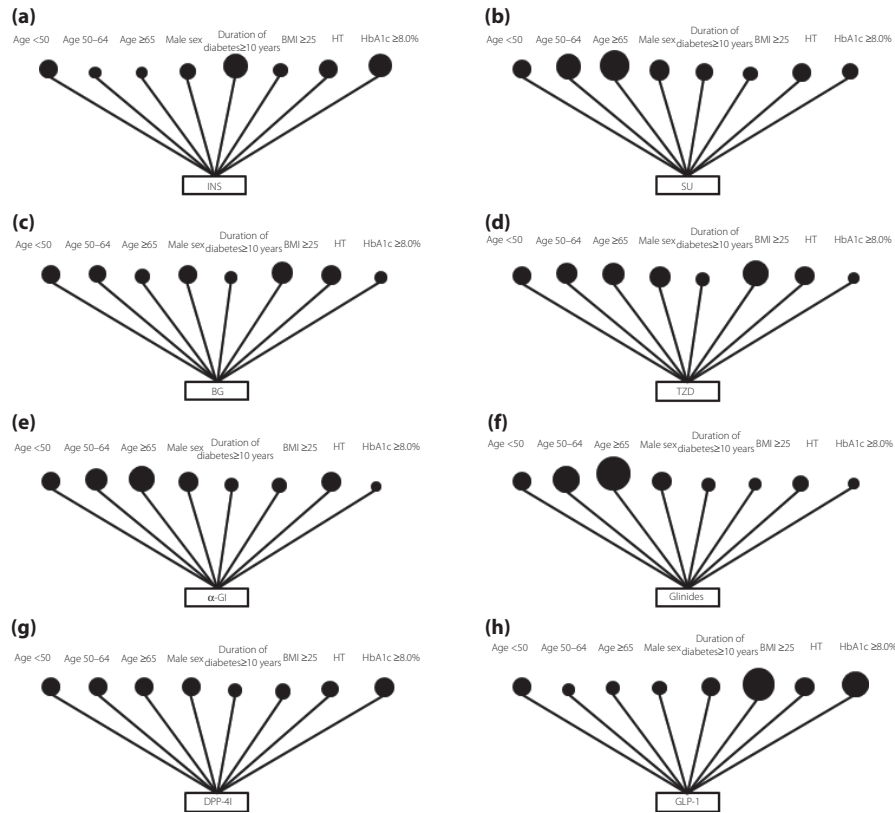 (a)
Age <50 Age 50–64 Age ≥65 Male sex Duration of diabetes≥10 years BMI ≥25 HT HbA1c ≥8.0%
INS
(b)
Age <50 Age 50–64 Age ≥65 Male sex Duration of diabetes≥10 years BMI ≥25 HT HbA1c ≥8.0%
SU
(c)
Age <50 Age 50–64 Age ≥65 Male sex Duration of diabetes≥10 years BMI ≥25 HT HbA1c ≥8.0%
BG
(d)
Age <50 Age 50–64 Age ≥65 Male sex Duration of diabetes≥10 years BMI ≥25 HT HbA1c ≥8.0%
TZD
(e)
Age <50 Age 50–64 Age ≥65 Male sex Duration of diabetes≥10 years BMI ≥25 HT HbA1c ≥8.0%
α-GI
(f)
Age <50 Age 50–64 Age ≥65 Male sex Duration of diabetes≥10 years BMI ≥25 HT HbA1c ≥8.0%
Glinides
(g)
Age <50 Age 50–64 Age ≥65 Male sex Duration of diabetes≥10 years BMI ≥25 HT HbA1c ≥8.0%
DPP-4I
(h)
Age <50 Age 50–64 Age ≥65 Male sex Duration of diabetes≥10 years BMI ≥25 HT HbA1c ≥8.0%
GLP-1